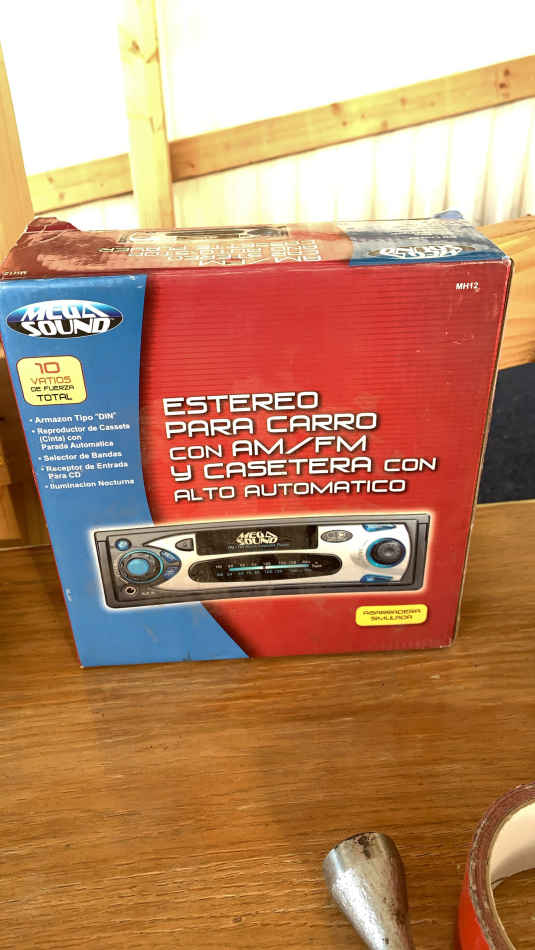 MH12
MH12
MEGA
SOUND
10
VATIOS
DE FUERZA
TOTAL
• Armazon Tipo "DIN"
• Reproductor de Cassets
(Cinta) con
Parada Automatica
• Selector de Bandas
• Receptor de Entrada
Para CD
• Iluminacion Nocturna
ESTEREO
PARA CARRO
CON AM/FM
Y CASETERA CON
ALTO AUTOMATICO
MEGA
SOUND
AGARRADERA
SIMULADA